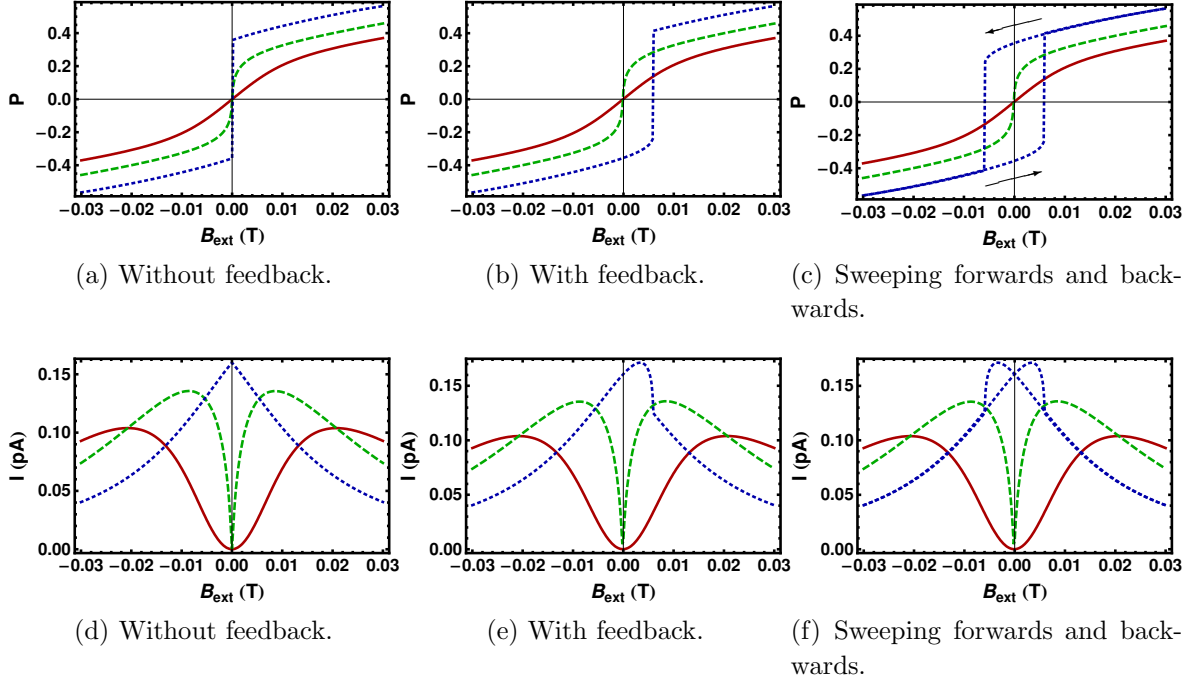 P
0.4
0.2
0.0
−0.2
−0.4
−0.03 −0.02 −0.01 0.00 0.01 0.02 0.03
B_ext (T)
(a) Without feedback.
P
0.4
0.2
0.0
−0.2
−0.4
−0.03 −0.02 −0.01 0.00 0.01 0.02 0.03
B_ext (T)
(b) With feedback.
P
0.4
0.2
0.0
−0.2
−0.4
−0.03 −0.02 −0.01 0.00 0.01 0.02 0.03
B_ext (T)
(c) Sweeping forwards and back-
wards.
I (pA)
0.15
0.10
0.05
0.00
−0.03 −0.02 −0.01 0.00 0.01 0.02 0.03
B_ext (T)
(d) Without feedback.
I (pA)
0.15
0.10
0.05
0.00
−0.03 −0.02 −0.01 0.00 0.01 0.02 0.03
B_ext (T)
(e) With feedback.
I (pA)
0.15
0.10
0.05
0.00
−0.03 −0.02 −0.01 0.00 0.01 0.02 0.03
B_ext (T)
(f) Sweeping forwards and back-
wards.